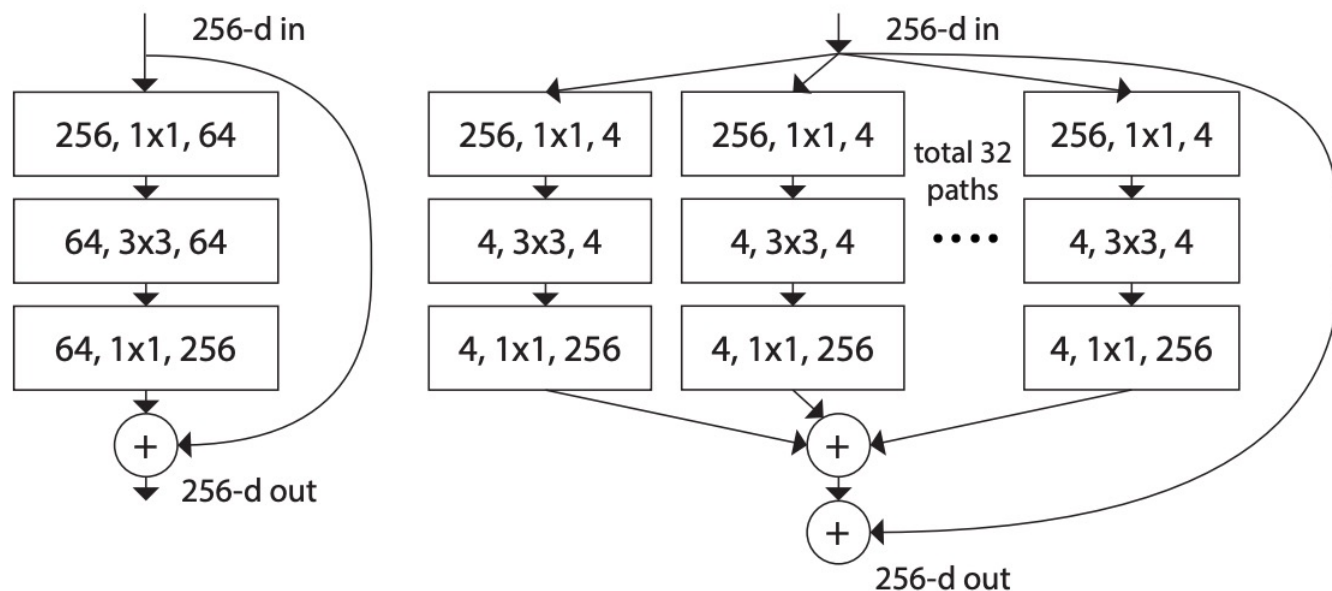 256-d in
256, 1x1, 64
64, 3x3, 64
64, 1x1, 256
+
256-d out
256-d in
256, 1x1, 4
256, 1x1, 4
total 32
paths
256, 1x1, 4
4, 3x3, 4
4, 3x3, 4
4, 3x3, 4
4, 1x1, 256
4, 1x1, 256
4, 1x1, 256
+
+
256-d out